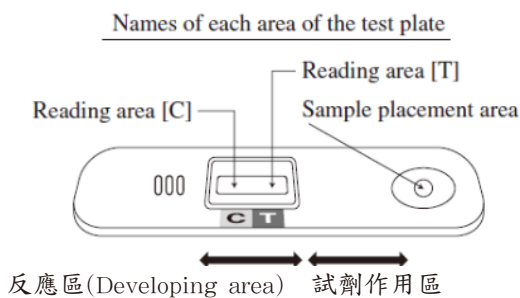 Names of each area of the test plate
Reading area [T]
Reading area [C]
Sample placement area
C T
反應區(Developing area) 試劑作用區